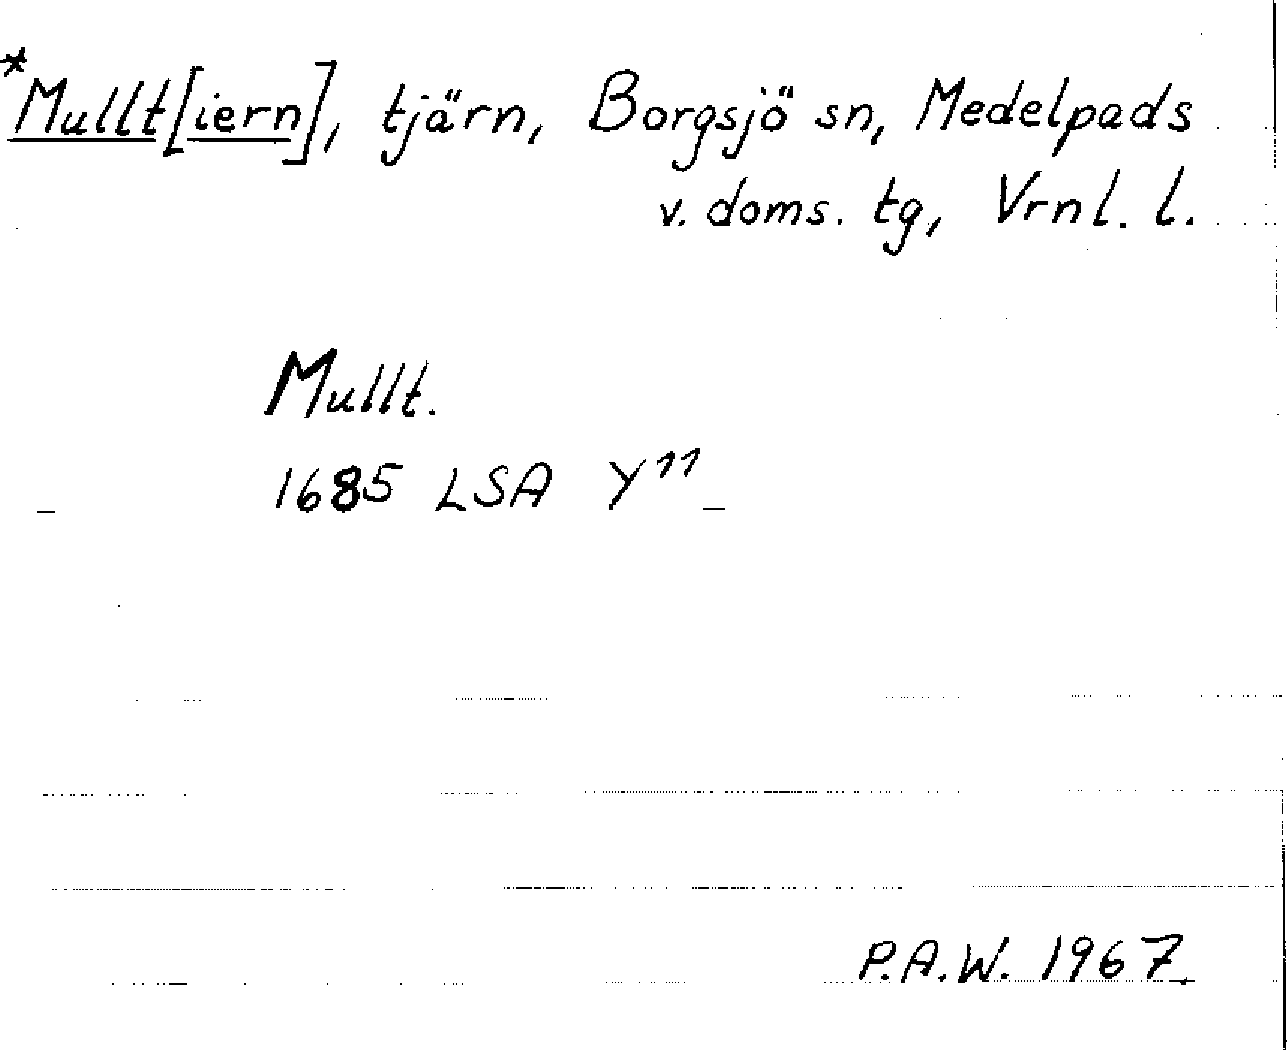 *Mullt[iern], tjärn, Borgsjö sn, Medelpads
v. doms. tg, Vrnl. l.
Mullt.
1685 LSA Y¹¹
P.A.W. 1967.